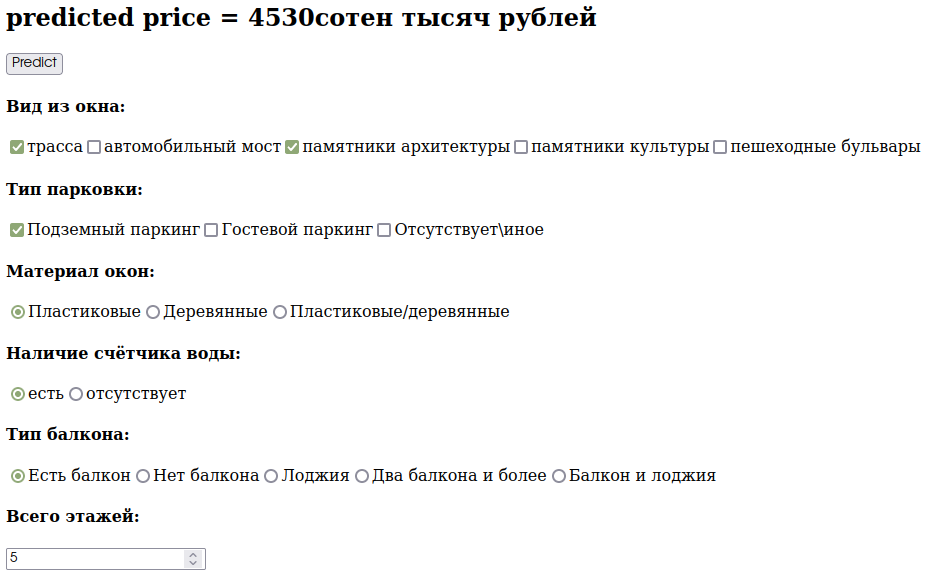 predicted price = 4530сотен тысяч рублей
Predict
Вид из окна:
трасса автомобильный мост памятники архитектуры памятники культуры пешеходные бульвары
Тип парковки:
Подземный паркинг Гостевой паркинг Отсутствует\иное
Материал окон:
Пластиковые Деревянные Пластиковые/деревянные
Наличие счётчика воды:
есть отсутствует
Тип балкона:
Есть балкон Нет балкона Лоджия Два балкона и более Балкон и лоджия
Всего этажей:
5